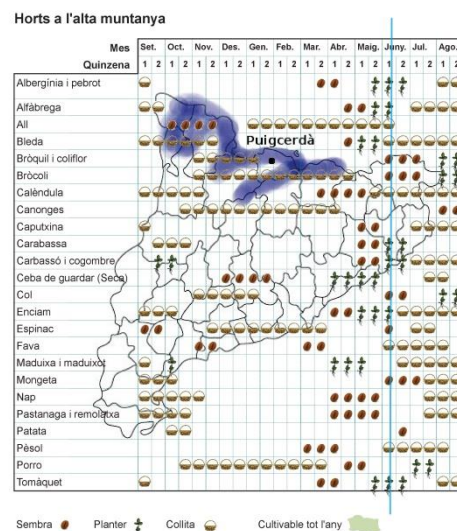 Horts a l'alta muntanya
Mes Set. Oct. Nov. Des. Gen. Feb. Mar. Abr. Maig. Juny. Jul. Ago.
Quinzena 1 2 1 2 1 2 1 2 1 2 1 2 1 2 1 2 1 2 1 2 1 2 1 2
Albergínia i pebrot
Alfàbrega
All
Bleda
Puigcerdà
Bròquil i coliflor
Bròcoli
Calèndula
Canonges
Caputxina
Carabassa
Carbassó i cogombre
Ceba de guardar (Seca)
Col
Enciam
Espinac
Fava
Maduixa i maduixot
Mongeta
Nap
Pastanaga i remolatxa
Patata
Pèsol
Porro
Tomàquet
Sembra Planter Collita Cultivable tot l'any